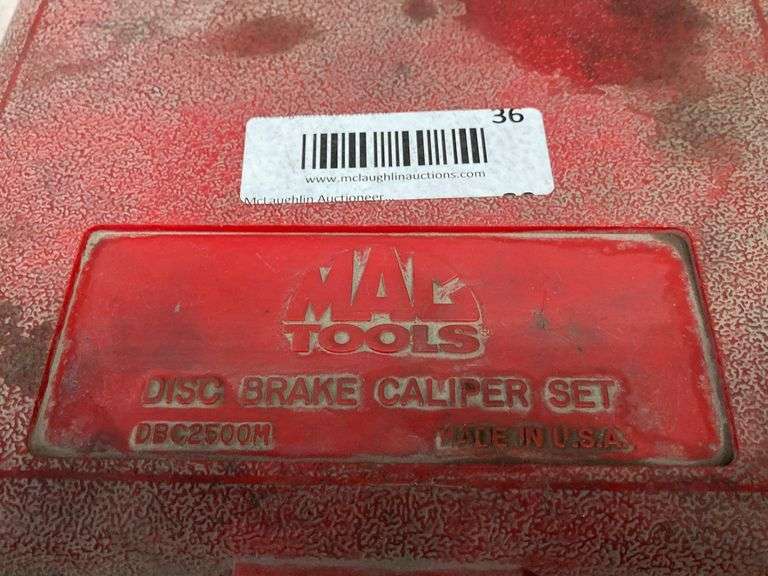 36
www.mclaughlinauctions.com
McLaughlin Auctioneer
MAC
TOOLS
DISC BRAKE CALIPER SET
DBC2500H
MADE IN U.S.A.